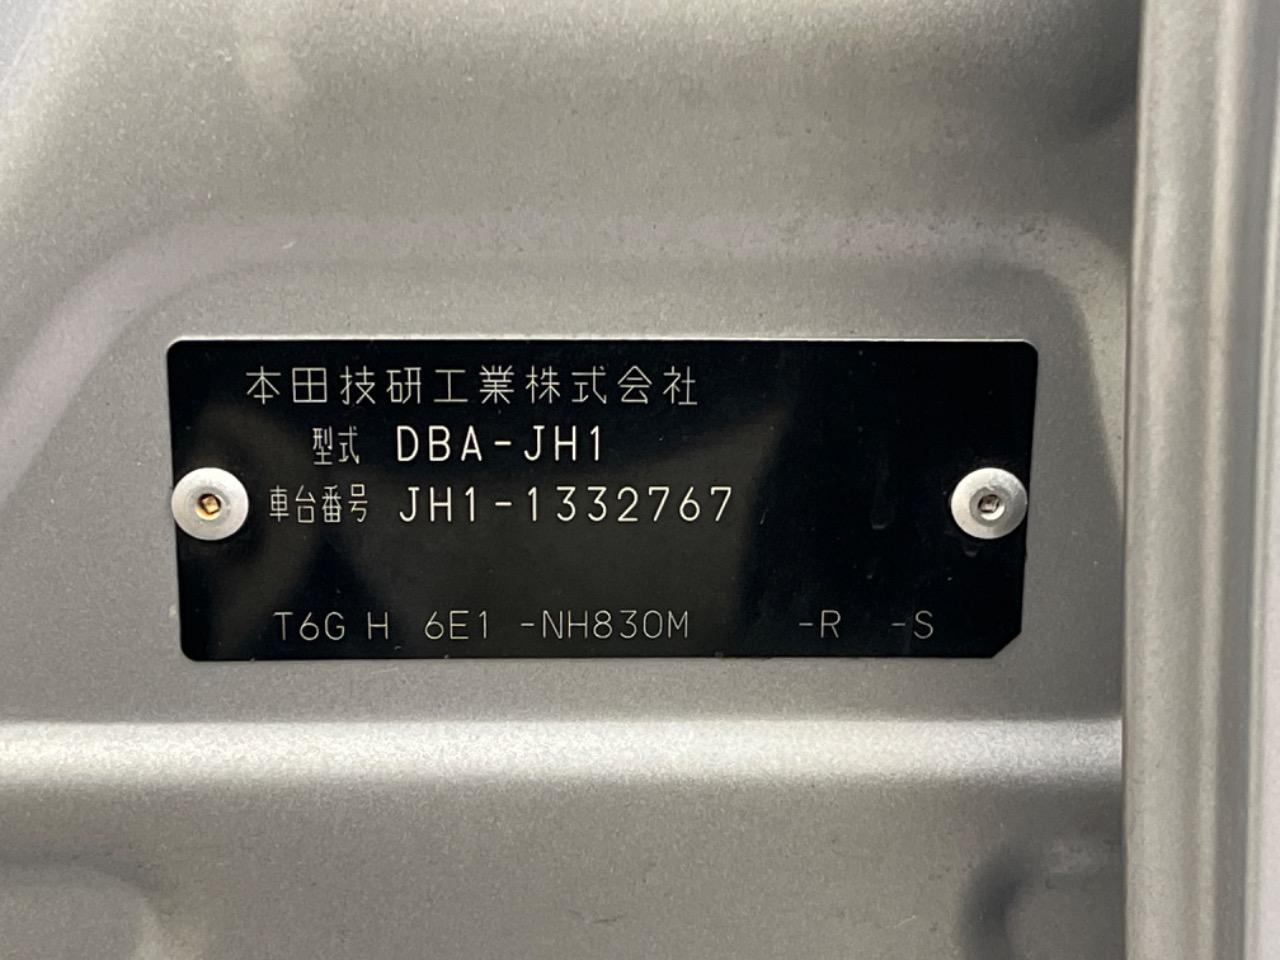 本田技研工業株式会社
型式 DBA-JH1
車台番号 JH1-1332767
T6G H 6E1 -NH830M -R -S